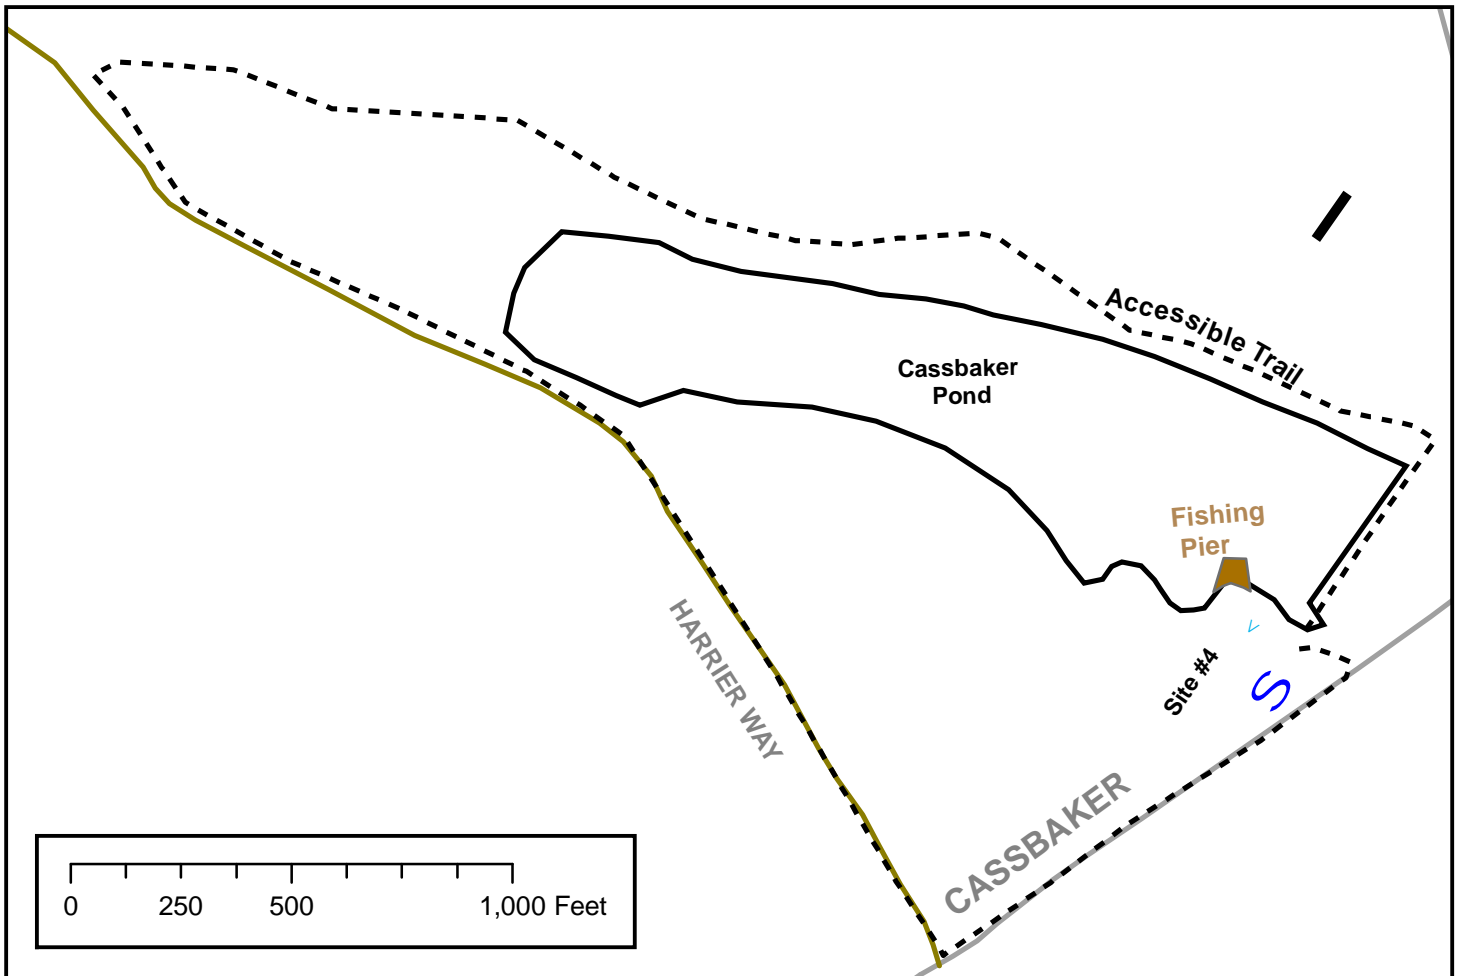 Accessible Trail
Cassbaker
Pond
Fishing
Pier
HARRIER WAY
Site #4
<
S
CASSBAKER
0 250 500 1,000 Feet